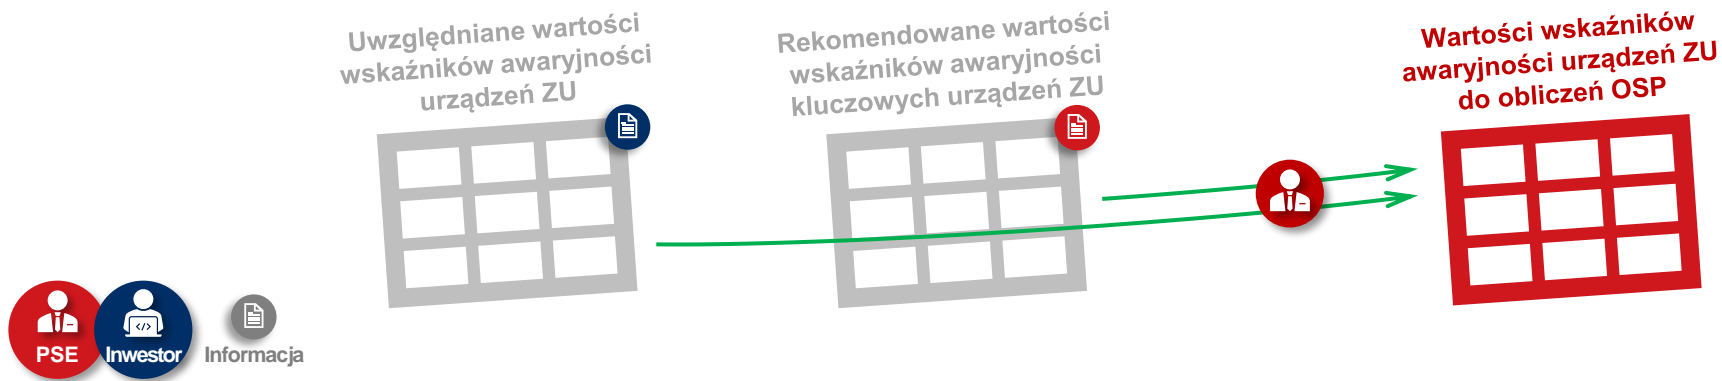 Uwzględniane wartości
wskaźników awaryjności
urządzeń ZU
Rekomendowane wartości
wskaźników awaryjności
kluczowych urządzeń ZU
Wartości wskaźników
awaryjności urządzeń ZU
do obliczeń OSP
PSE
Inwestor
Informacja